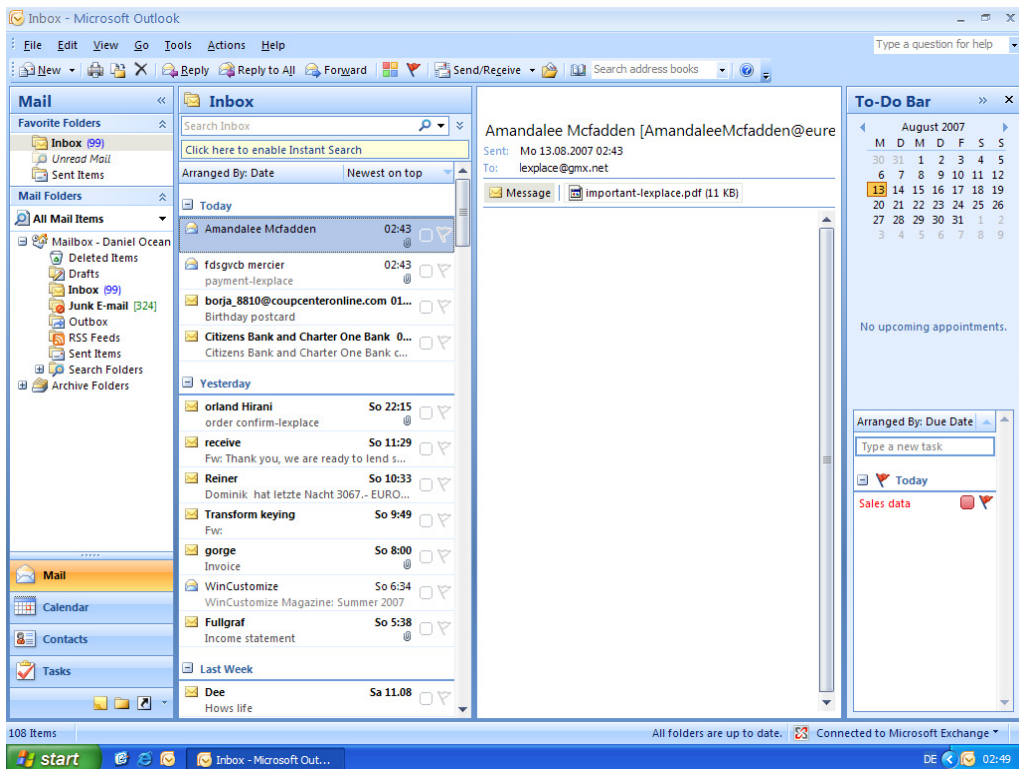 Inbox - Microsoft Outlook
File Edit View Go Tools Actions Help
Type a question for help
New Reply Reply to All Forward Send/Receive Search address books
Mail
Favorite Folders
Inbox (99)
Unread Mail
Sent Items
Mail Folders
All Mail Items
Mailbox - Daniel Ocean
Deleted Items
Drafts
Inbox (99)
Junk E-mail [324]
Outbox
RSS Feeds
Sent Items
Search Folders
Archive Folders
Mail
Calendar
Contacts
Tasks
Inbox
Search Inbox
Click here to enable Instant Search
Arranged By: Date Newest on top
Today
Amandalee Mcfadden 02:43
fdsgvcb mercier 02:43
payment-lexplace
borja_8810@coupcenteronline.com 01...
Birthday postcard
Citizens Bank and Charter One Bank 0...
Citizens Bank and Charter One Bank c...
Yesterday
orland Hirani So 22:15
order confirm-lexplace
receive So 11:29
Fw: Thank you, we are ready to lend s...
Reiner So 10:33
Dominik hat letzte Nacht 3067.- EURO...
Transform keying So 9:49
Fw:
gorge So 8:00
Invoice
WinCustomize So 6:34
WinCustomize Magazine: Summer 2007
Fullgraf So 5:38
Income statement
Last Week
Dee Sa 11.08
Hows life
Amandalee Mcfadden [AmandaleeMcfadden@eure
Sent: Mo 13.08.2007 02:43
To: lexplace@gmx.net
Message important-lexplace.pdf (11 KB)
To-Do Bar
August 2007
M D M D F S S
30 31 1 2 3 4 5
6 7 8 9 10 11 12
13 14 15 16 17 18 19
20 21 22 23 24 25 26
27 28 29 30 31 1 2
3 4 5 6 7 8 9
No upcoming appointments.
Arranged By: Due Date
Type a new task
Today
Sales data
108 Items
All folders are up to date. Connected to Microsoft Exchange
start Inbox - Microsoft Out... DE 02:49